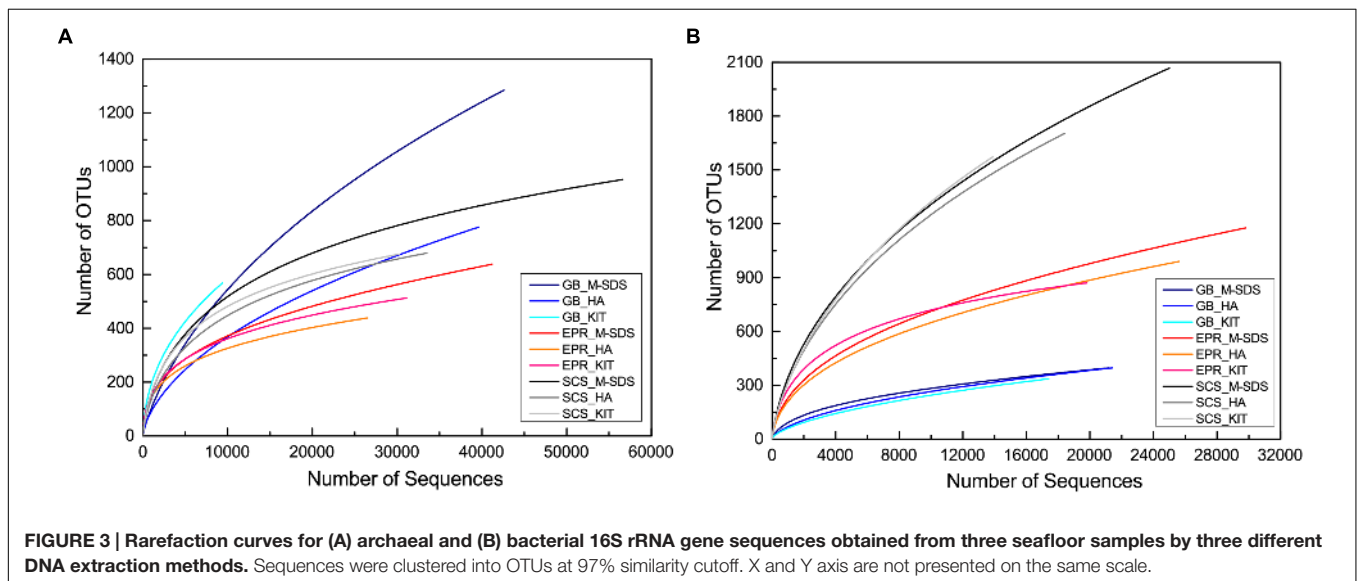 A
Number of OTUs
1400
1200
1000
800
600
400
200
0
0 10000 20000 30000 40000 50000 60000
Number of Sequences
GB_M-SDS
GB_HA
GB_KIT
EPR_M-SDS
EPR_HA
EPR_KIT
SCS_M-SDS
SCS_HA
SCS_KIT
B
Number of OTUs
2100
1800
1500
1200
900
600
300
0
0 4000 8000 12000 16000 20000 24000 28000 32000
Number of Sequences
GB_M-SDS
GB_HA
GB_KIT
EPR_M-SDS
EPR_HA
EPR_KIT
SCS_M-SDS
SCS_HA
SCS_KIT
FIGURE 3 | Rarefaction curves for (A) archaeal and (B) bacterial 16S rRNA gene sequences obtained from three seafloor samples by three different
DNA extraction methods. Sequences were clustered into OTUs at 97% similarity cutoff. X and Y axis are not presented on the same scale.